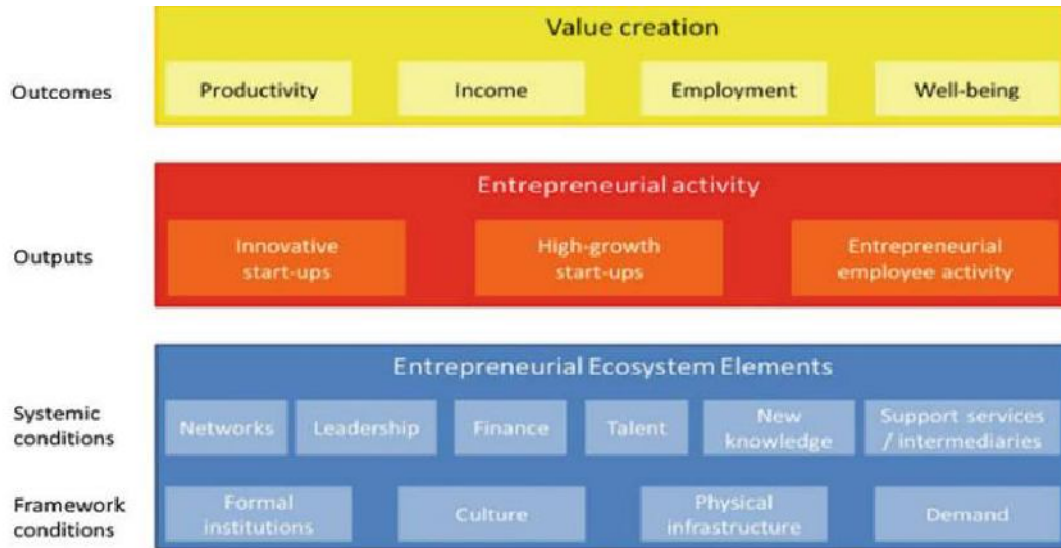 Value creation
Outcomes
Productivity
Income
Employment
Well-being
Entrepreneurial activity
Outputs
Innovative
start-ups
High-growth
start-ups
Entrepreneurial
employee activity
Entrepreneurial Ecosystem Elements
Systemic
conditions
Networks
Leadership
Finance
Talent
New
knowledge
Support services
/ intermediaries
Framework
conditions
Formal
institutions
Culture
Physical
infrastructure
Demand